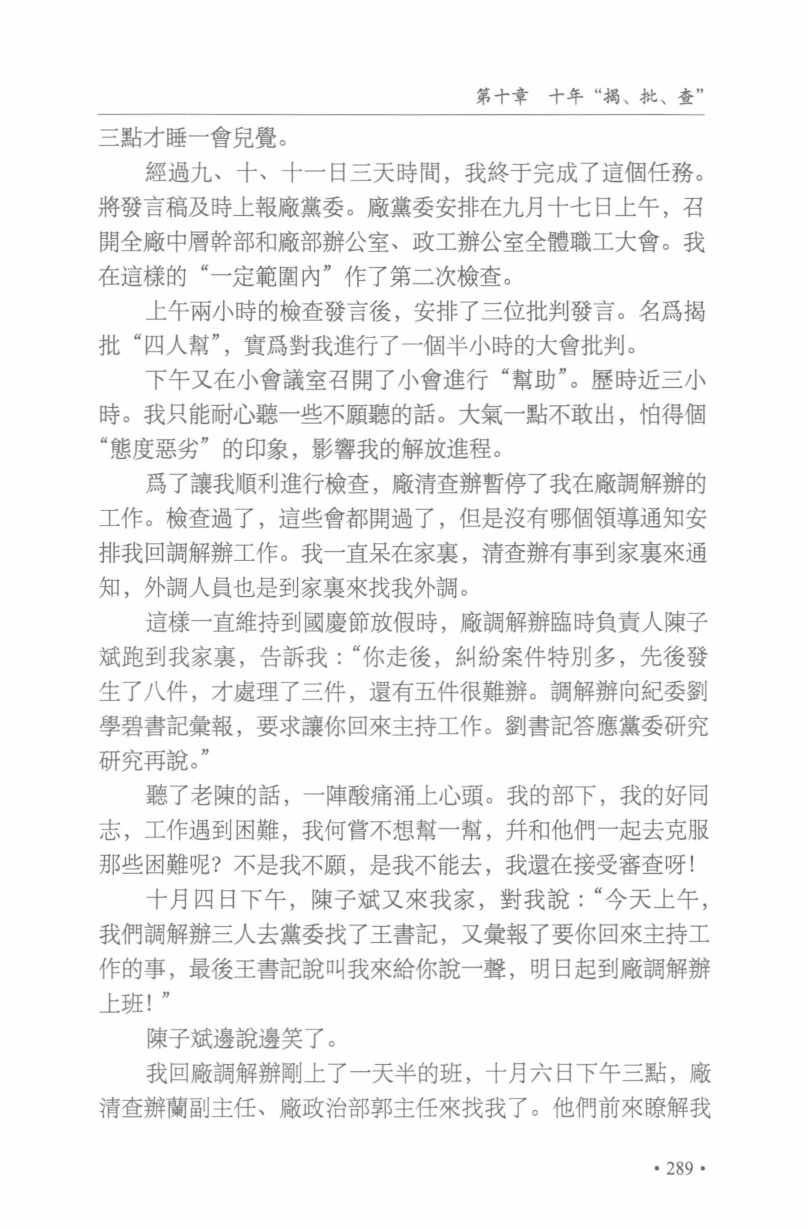 第十章　十年“揭、批、查”
三點才睡一會兒覺。
經過九、十、十一日三天時間，我終于完成了這個任務。
將發言稿及時上報廠黨委。廠黨委安排在九月十七日上午，召
開全廠中層幹部和廠部辦公室、政工辦公室全體職工大會。我
在這樣的“一定範圍內”作了第二次檢查。
上午兩小時的檢查發言後，安排了三位批判發言。名爲揭
批“四人幫”，實爲對我進行了一個半小時的大會批判。
下午又在小會議室召開了小會進行“幫助”。歷時近三小
時。我只能耐心聽一些不願聽的話。大氣一點不敢出，怕得個
“態度惡劣”的印象，影響我的解放進程。
爲了讓我順利進行檢查，廠清查辦暫停了我在廠調解辦的
工作。檢查過了，這些會都開過了，但是沒有哪個領導通知安
排我回調解辦工作。我一直呆在家裏，清查辦有事到家裏來通
知，外調人員也是到家裏來找我外調。
這樣一直維持到國慶節放假時，廠調解辦臨時負責人陳子
斌跑到我家裏，告訴我：“你走後，糾紛案件特別多，先後發
生了八件，才處理了三件，還有五件很難辦。調解辦向紀委劉
學碧書記彙報，要求讓你回來主持工作。劉書記答應黨委研究
研究再說。”
聽了老陳的話，一陣酸痛涌上心頭。我的部下，我的好同
志，工作遇到困難，我何嘗不想幫一幫，幷和他們一起去克服
那些困難呢？不是我不願，是我不能去，我還在接受審查呀！
十月四日下午，陳子斌又來我家，對我說：“今天上午，
我們調解辦三人去黨委找了王書記，又彙報了要你回來主持工
作的事，最後王書記說叫我來給你說一聲，明日起到廠調解辦
上班！”
陳子斌邊說邊笑了。
我回廠調解辦剛上了一天半的班，十月六日下午三點，廠
清查辦蘭副主任、廠政治部郭主任來找我了。他們前來瞭解我
·289·